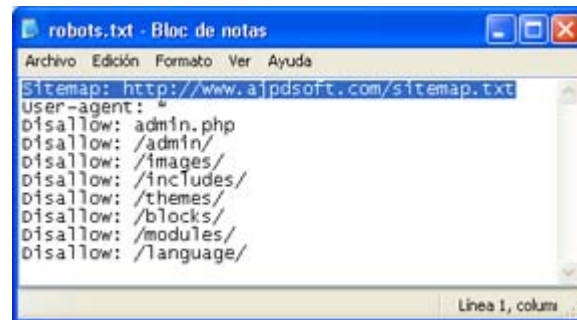 robots.txt - Bloc de notas
Archivo Edición Formato Ver Ayuda
Sitemap: http://www.ajpdsoft.com/sitemap.txt
User-agent: *
Disallow: admin.php
Disallow: /admin/
Disallow: /images/
Disallow: /includes/
Disallow: /themes/
Disallow: /blocks/
Disallow: /modules/
Disallow: /language/
Línea 1, colum